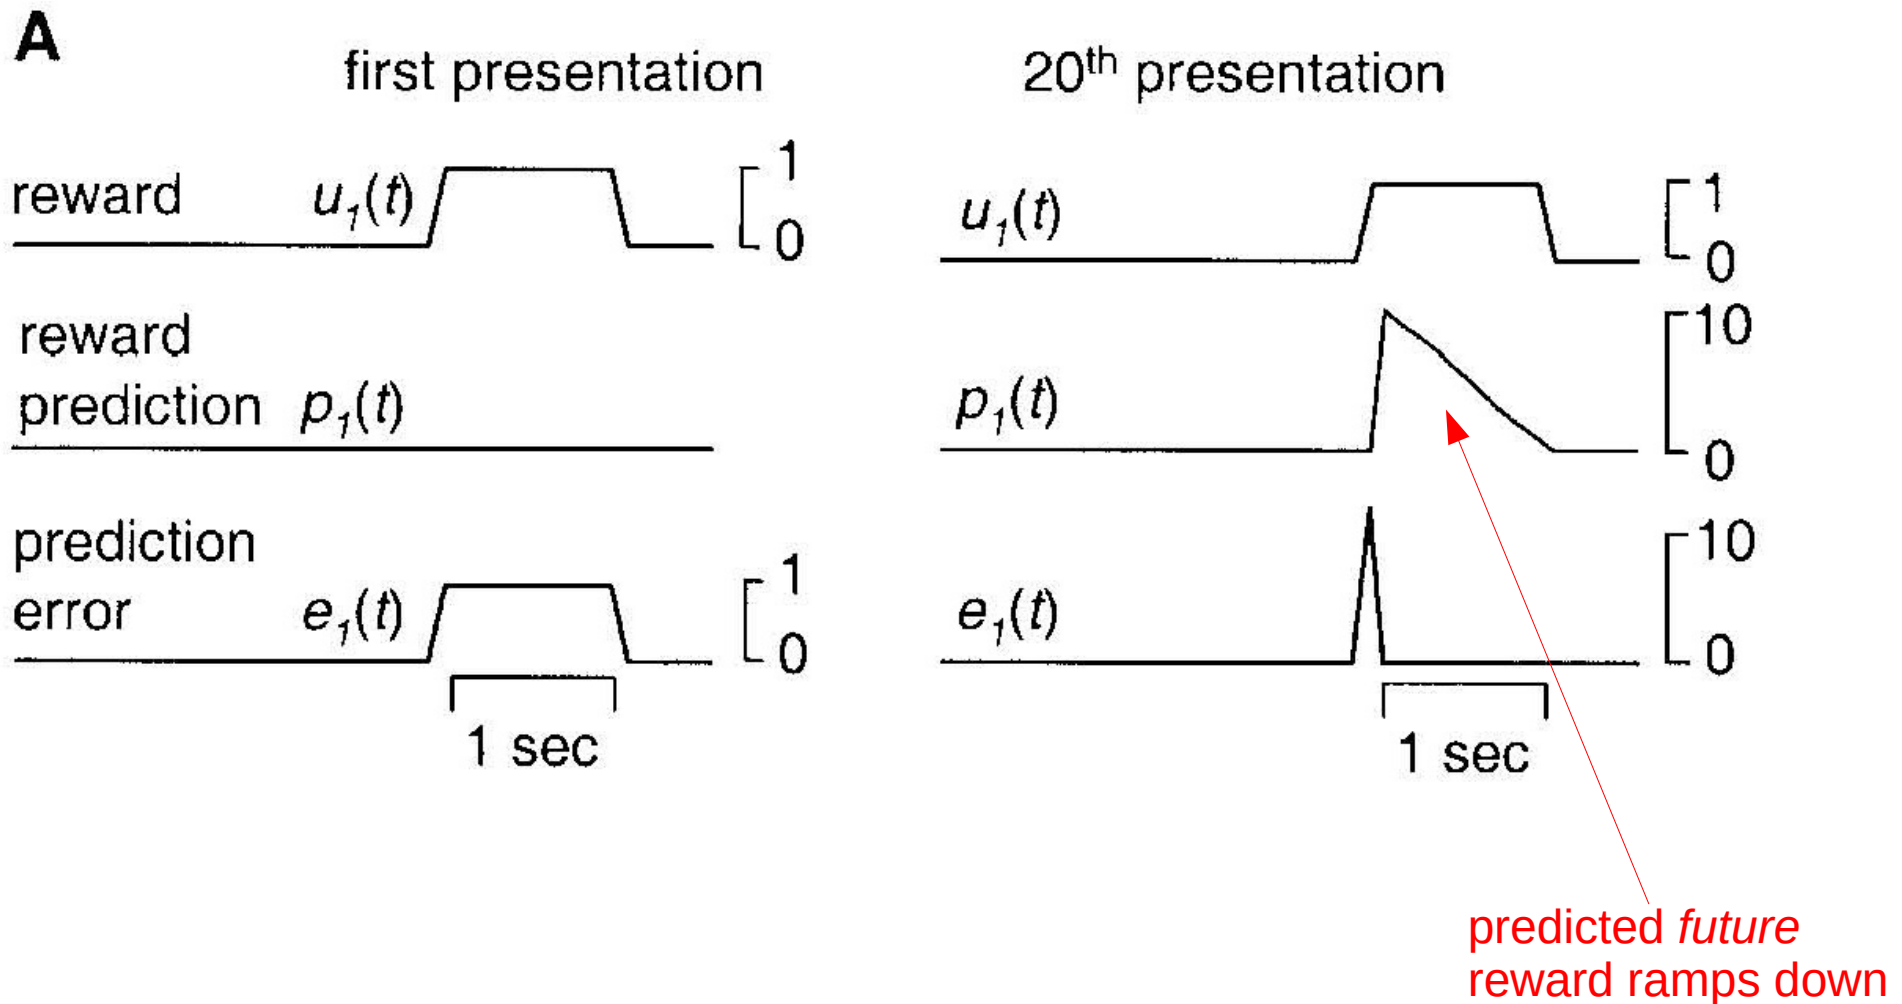 A
first presentation
20th presentation
reward u1(t) 1
0
u1(t) 1
0
reward
prediction p1(t)
p1(t) 10
0
prediction
error e1(t) 1
0
e1(t) 10
0
1 sec
1 sec
predicted future
reward ramps down